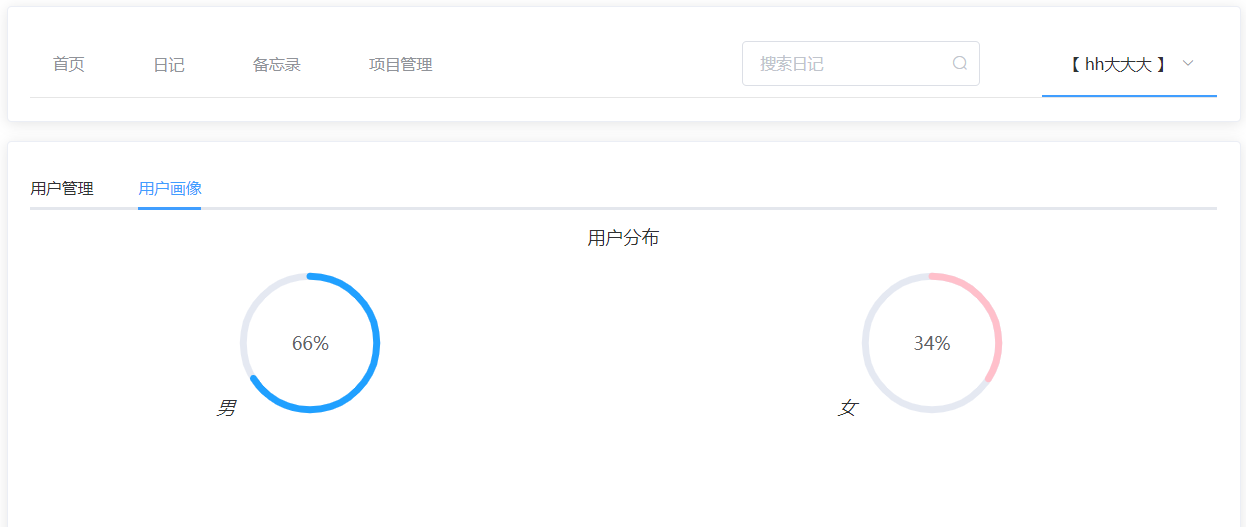 首页 日记 备忘录 项目管理 搜索日记 【 hh大大大 】
用户管理 用户画像
用户分布
66% 34%
男 女